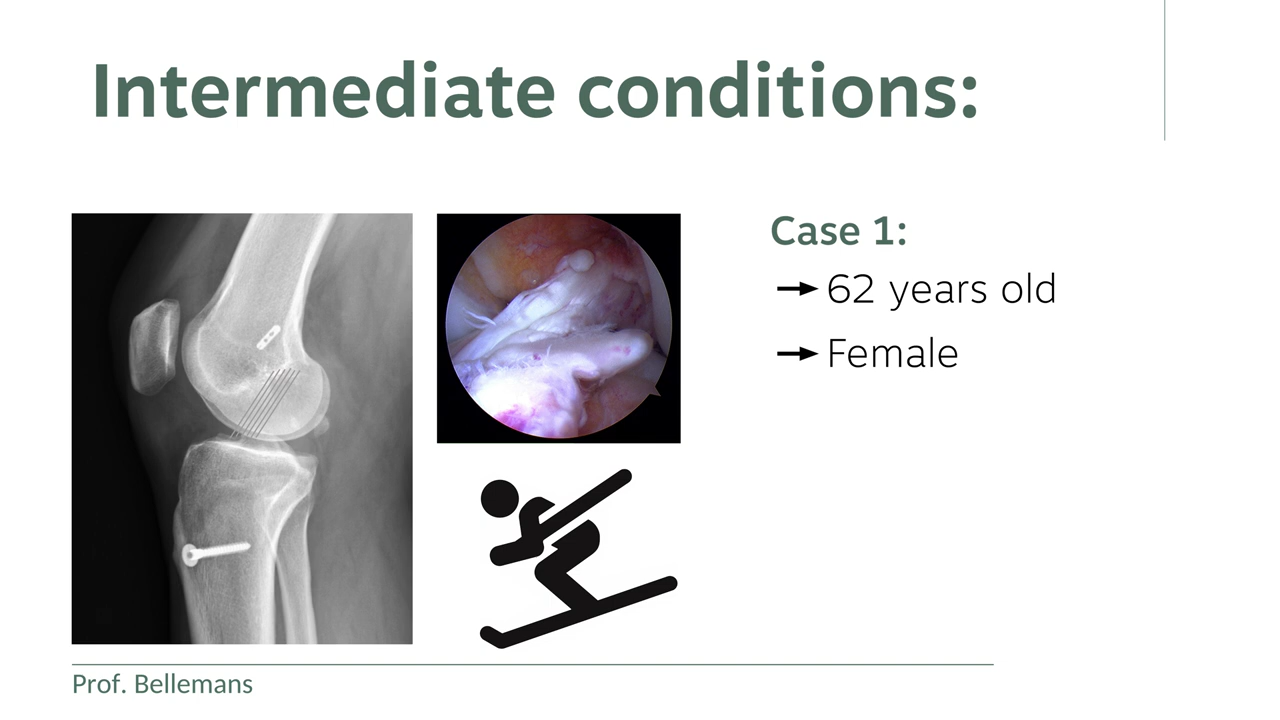 Intermediate conditions:
Case 1:
→ 62 years old
→ Female
Prof. Bellemans